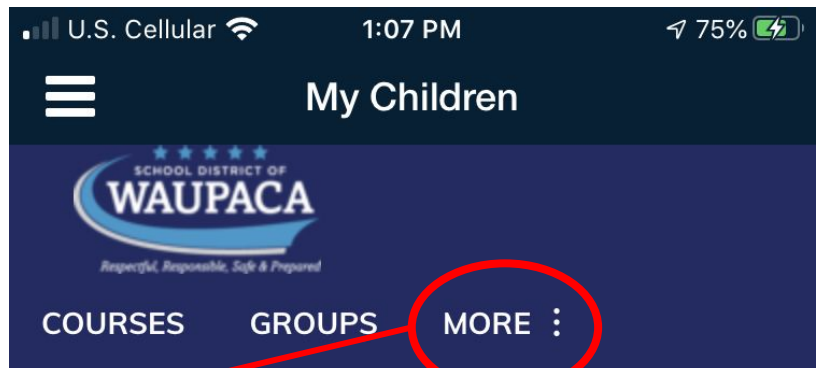 U.S. Cellular 1:07 PM 75%
My Children
SCHOOL DISTRICT OF
WAUPACA
Respectful, Responsible, Safe & Prepared
COURSES GROUPS MORE